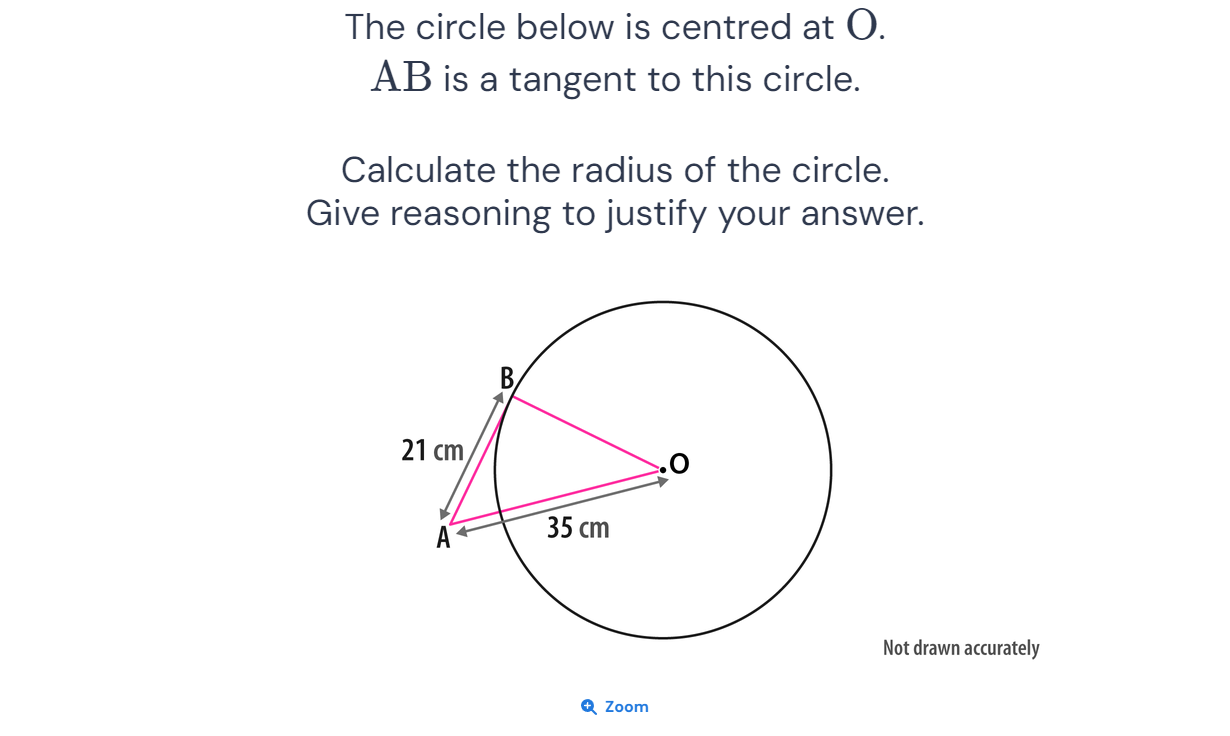 The circle below is centred at O.
AB is a tangent to this circle.
Calculate the radius of the circle.
Give reasoning to justify your answer.
B
21 cm
O
A
35 cm
Not drawn accurately
Zoom